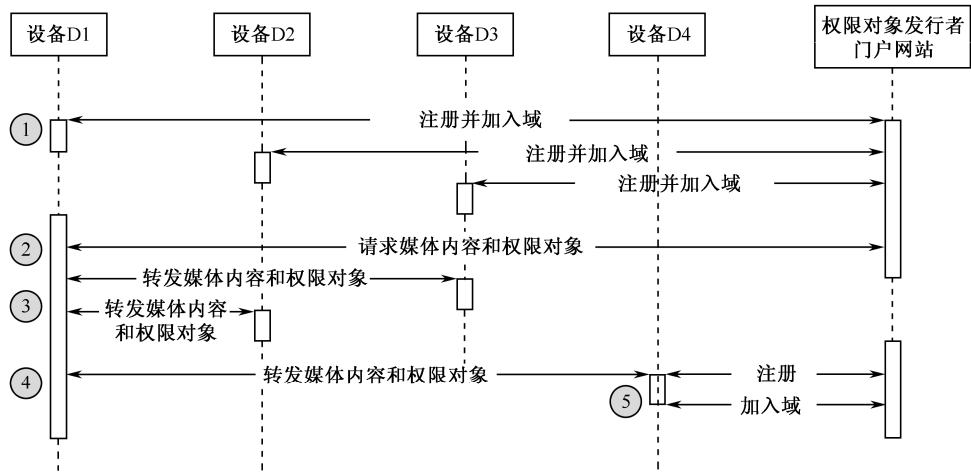 设备D1
设备D2
设备D3
设备D4
权限对象发行者
门户网站
1
注册并加入域
注册并加入域
注册并加入域
2
请求媒体内容和权限对象
转发媒体内容和权限对象
3
转发媒体内容
和权限对象
4
转发媒体内容和权限对象
注册
5
加入域